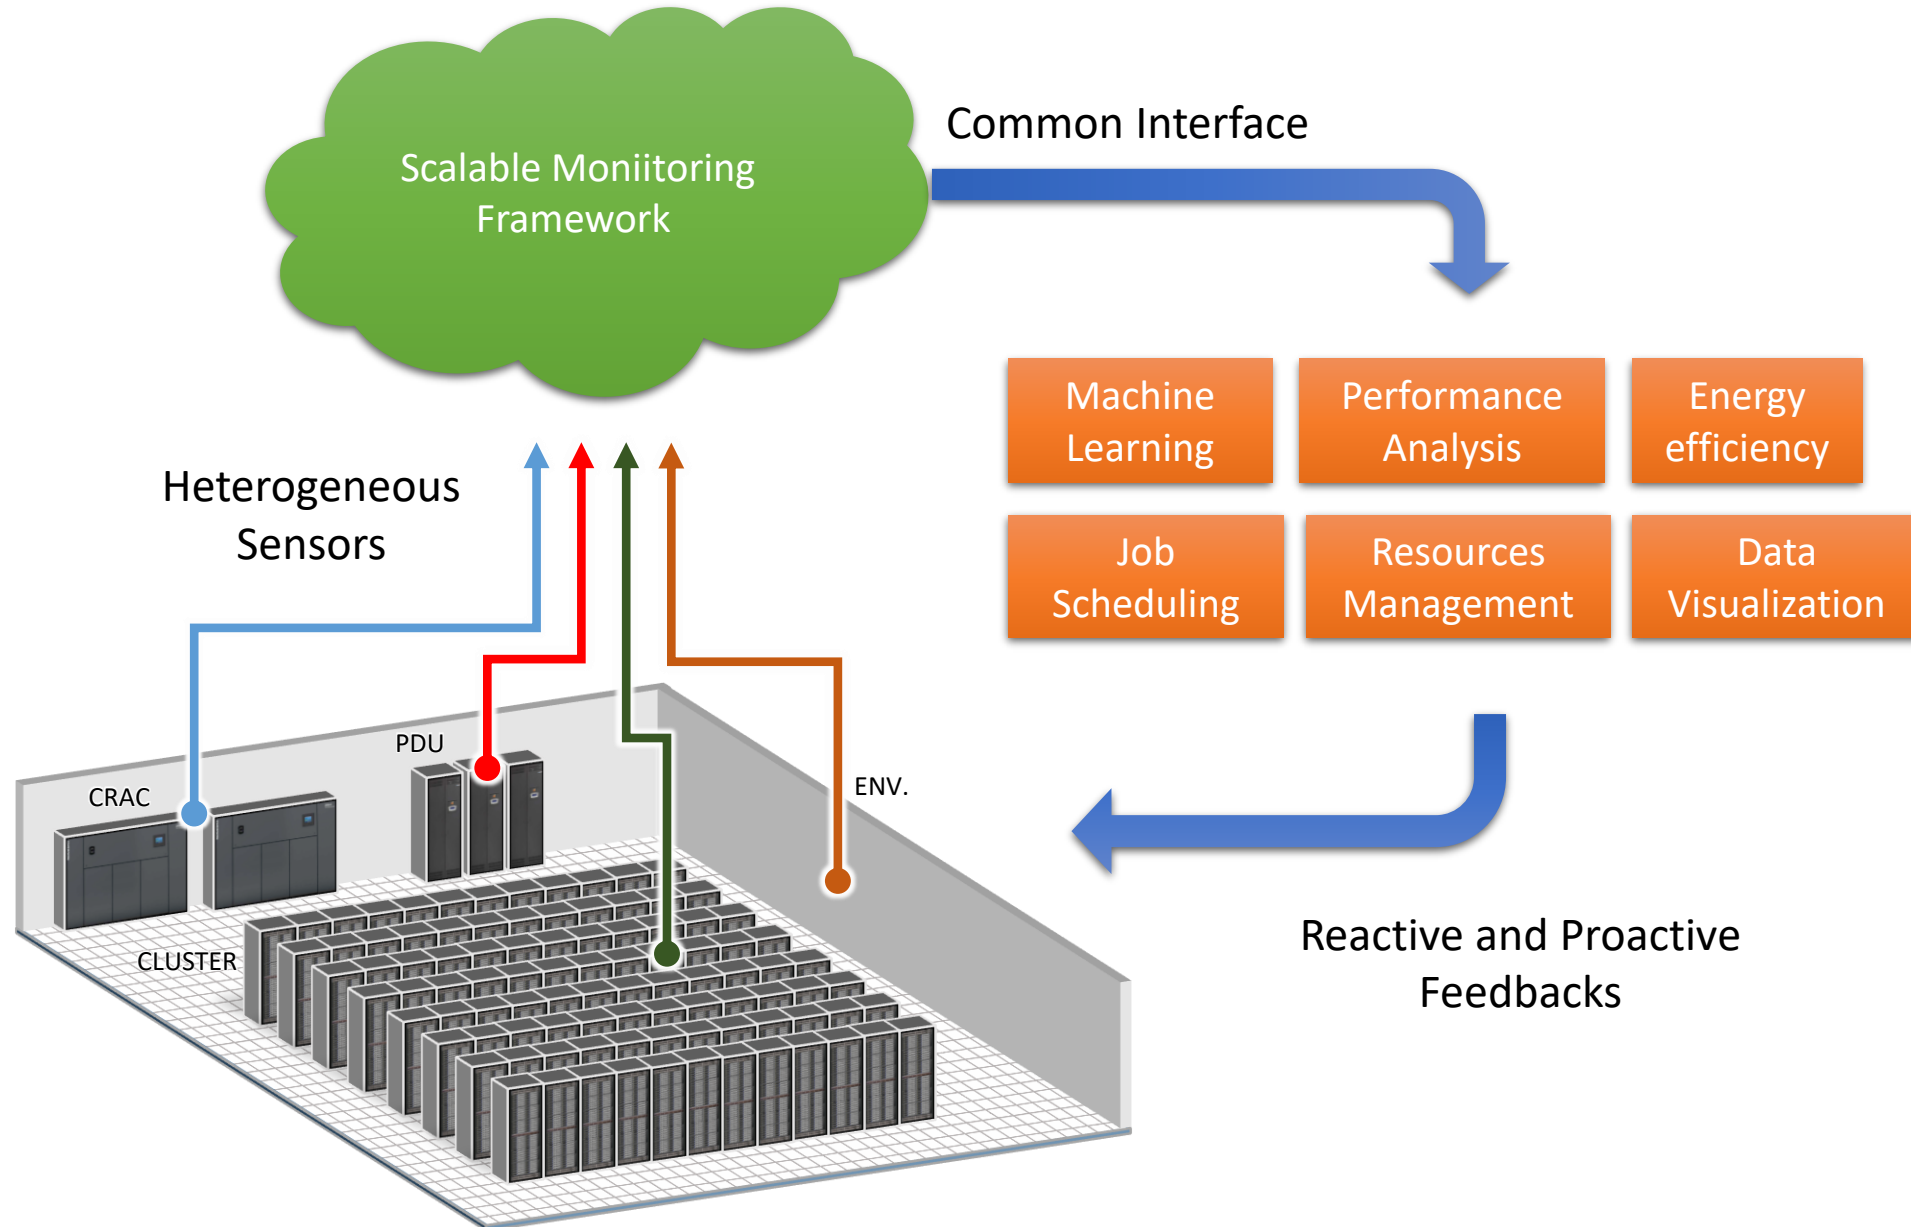 Scalable Moniitoring
Framework
Common Interface
Machine
Learning
Performance
Analysis
Energy
efficiency
Job
Scheduling
Resources
Management
Data
Visualization
Heterogeneous
Sensors
PDU
CRAC
ENV.
CLUSTER
Reactive and Proactive
Feedbacks